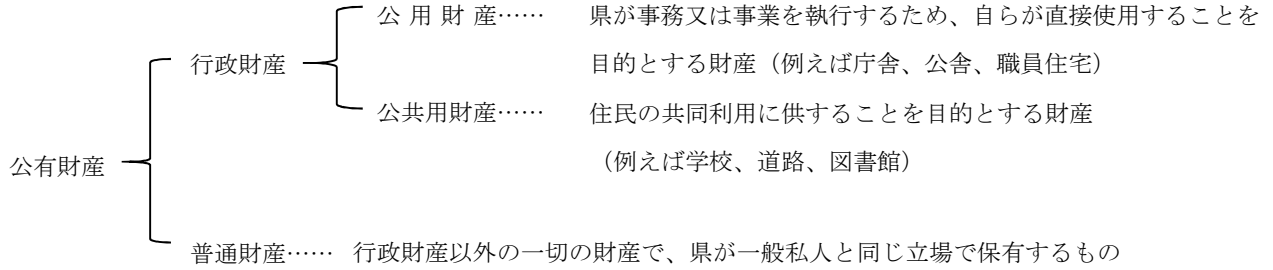 公用財産…… 県が事務又は事業を執行するため、自らが直接使用することを
行政財産 目的とする財産（例えば庁舎、公舎、職員住宅）
公共用財産…… 住民の共同利用に供することを目的とする財産
公有財産 （例えば学校、道路、図書館）
普通財産…… 行政財産以外の一切の財産で、県が一般私人と同じ立場で保有するもの